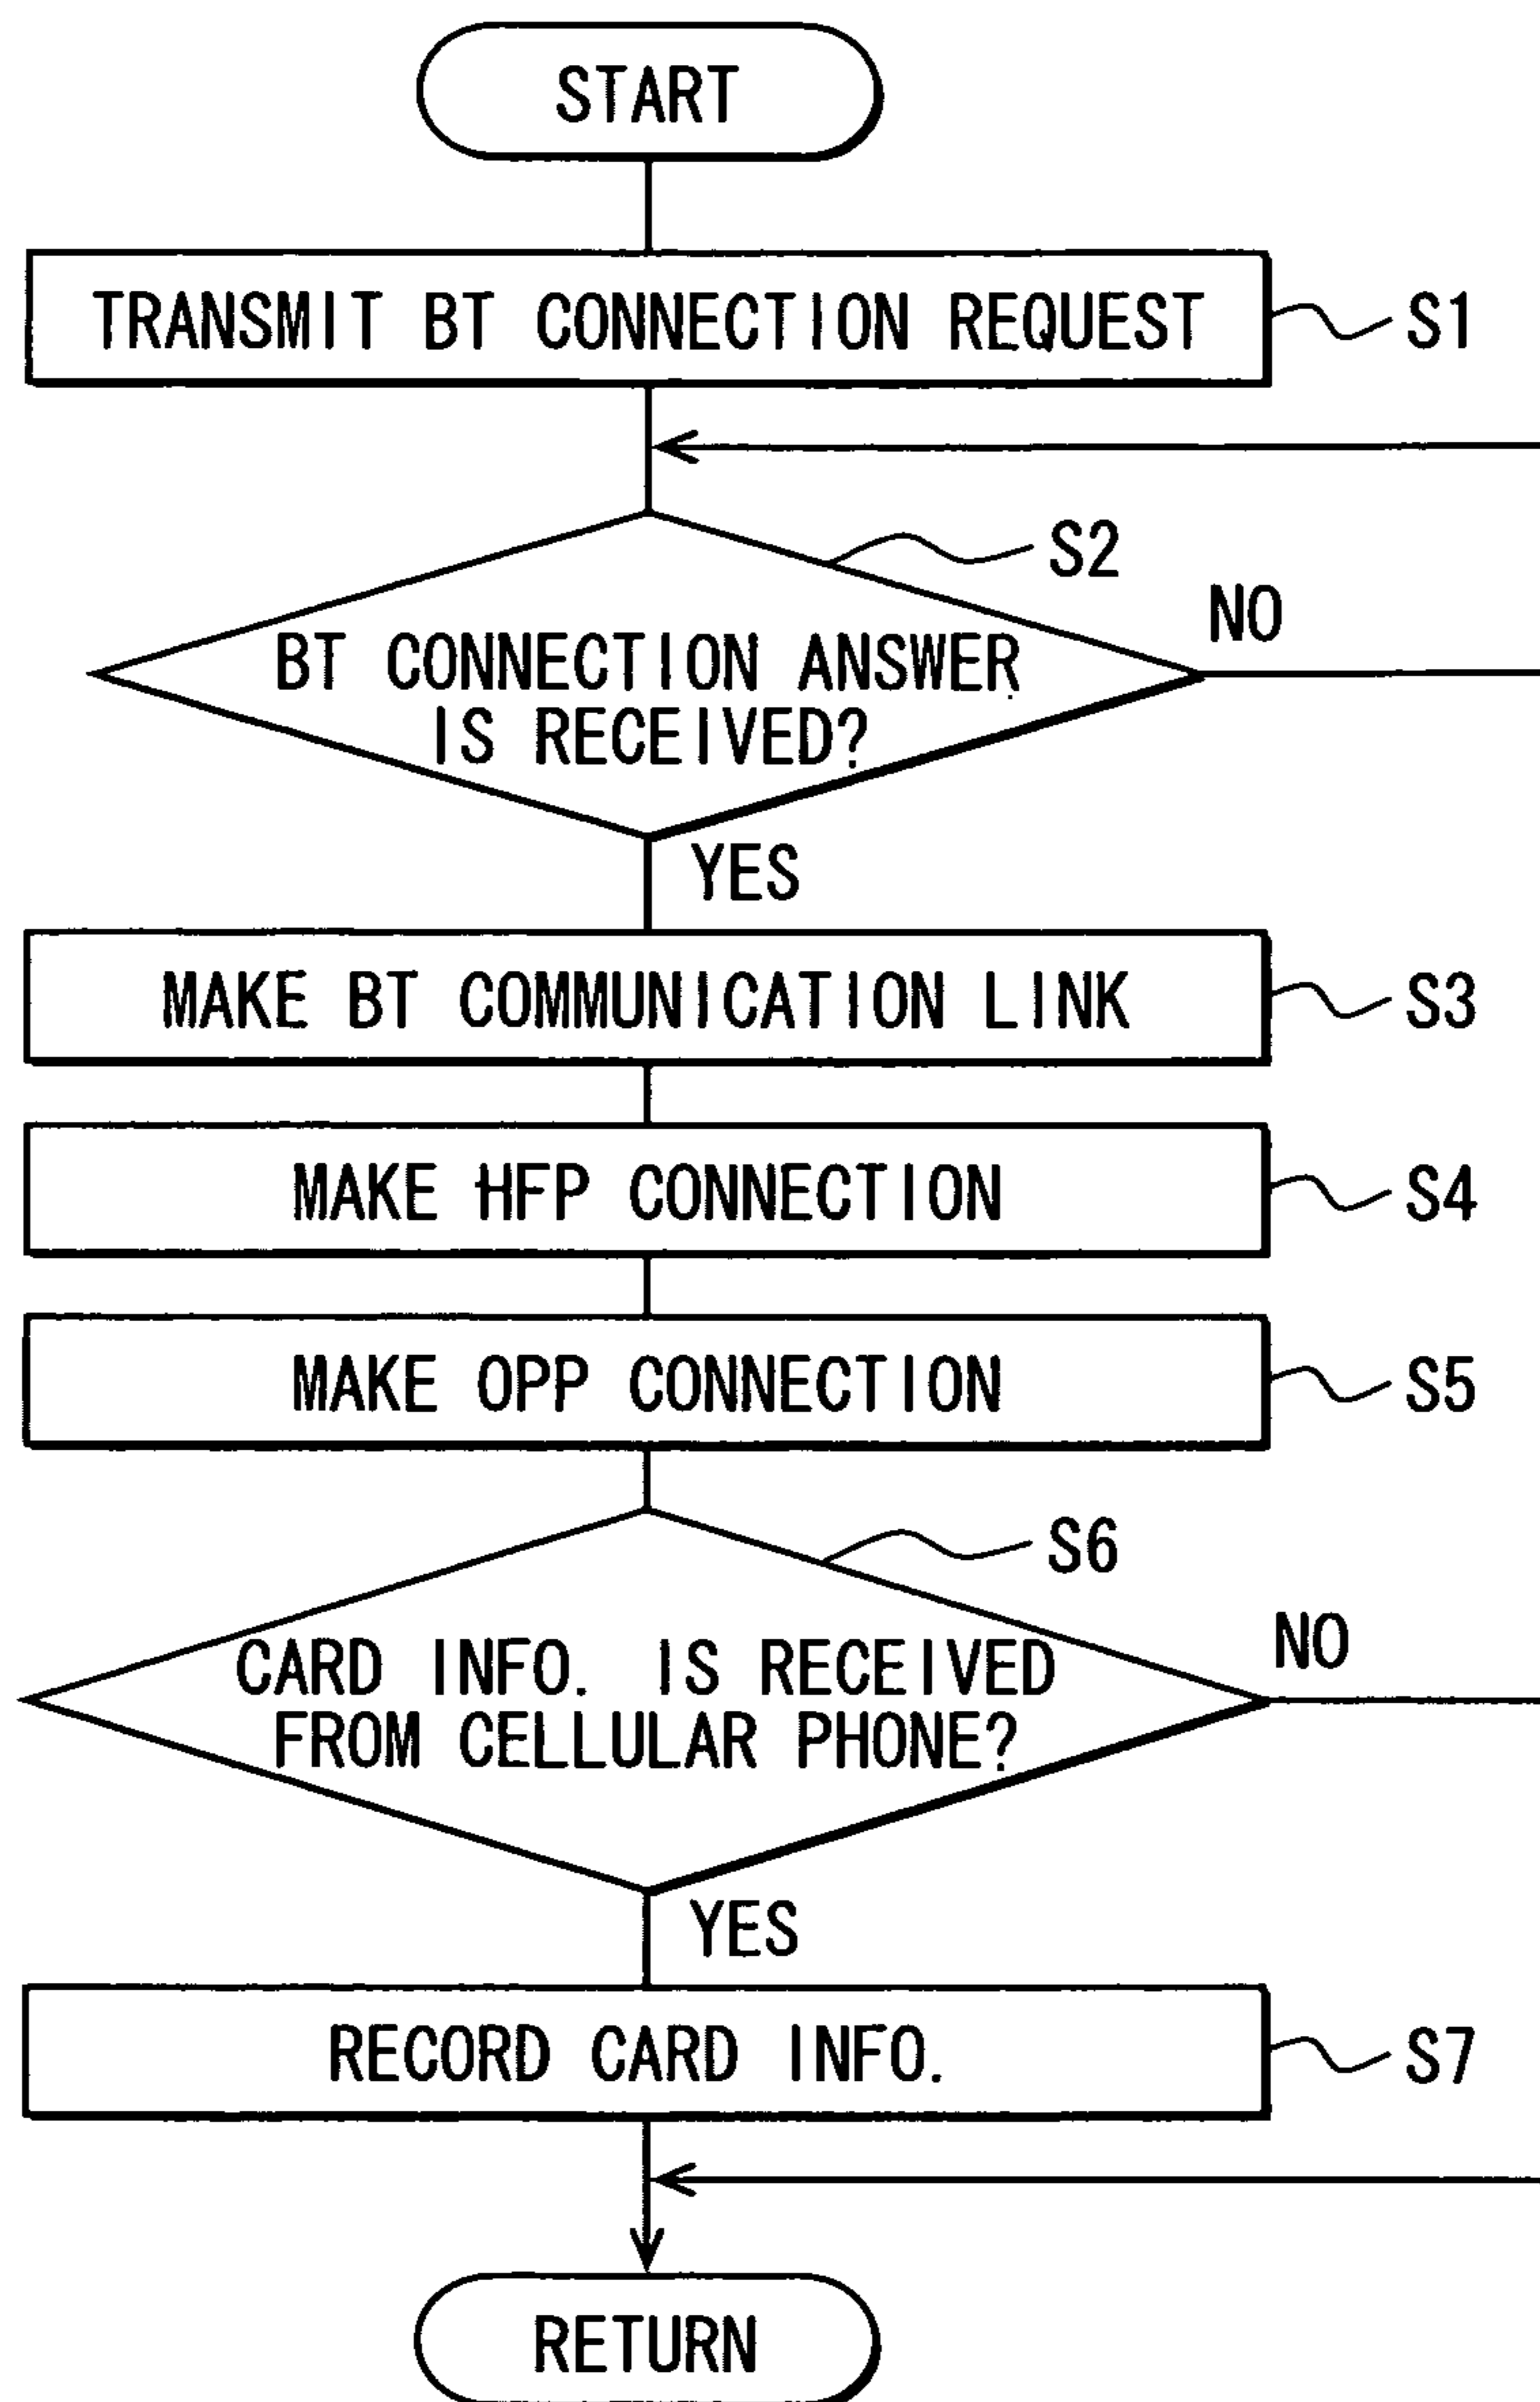 START
TRANSMIT BT CONNECTION REQUEST
S1
S2
NO
BT CONNECTION ANSWER
IS RECEIVED?
YES
MAKE BT COMMUNICATION LINK
S3
MAKE HFP CONNECTION
S4
MAKE OPP CONNECTION
S5
S6
NO
CARD INFO. IS RECEIVED
FROM CELLULAR PHONE?
YES
RECORD CARD INFO.
S7
RETURN